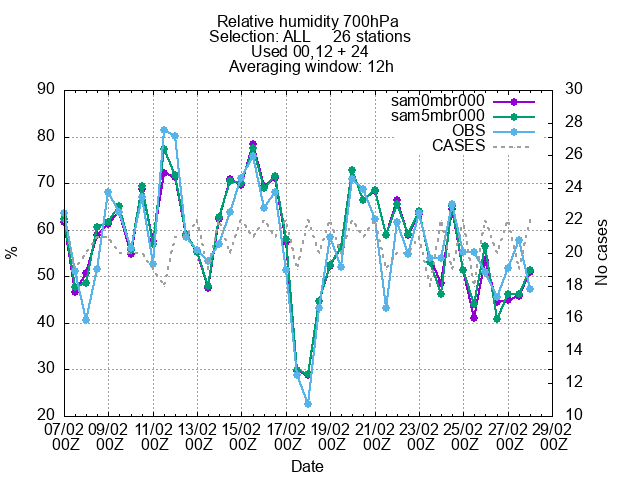 Relative humidity 700hPa
Selection: ALL 26 stations
Used 00,12 + 24
Averaging window: 12h
90 30
sam0mbr000
sam5mbr000
OBS
CASES
80 28
26
70 24
60 22
50 20
40 18
16
30 14
12
20 10
%
No cases
07/02 09/02 11/02 13/02 15/02 17/02 19/02 21/02 23/02 25/02 27/02 29/02
00Z 00Z 00Z 00Z 00Z 00Z 00Z 00Z 00Z 00Z 00Z 00Z
Date